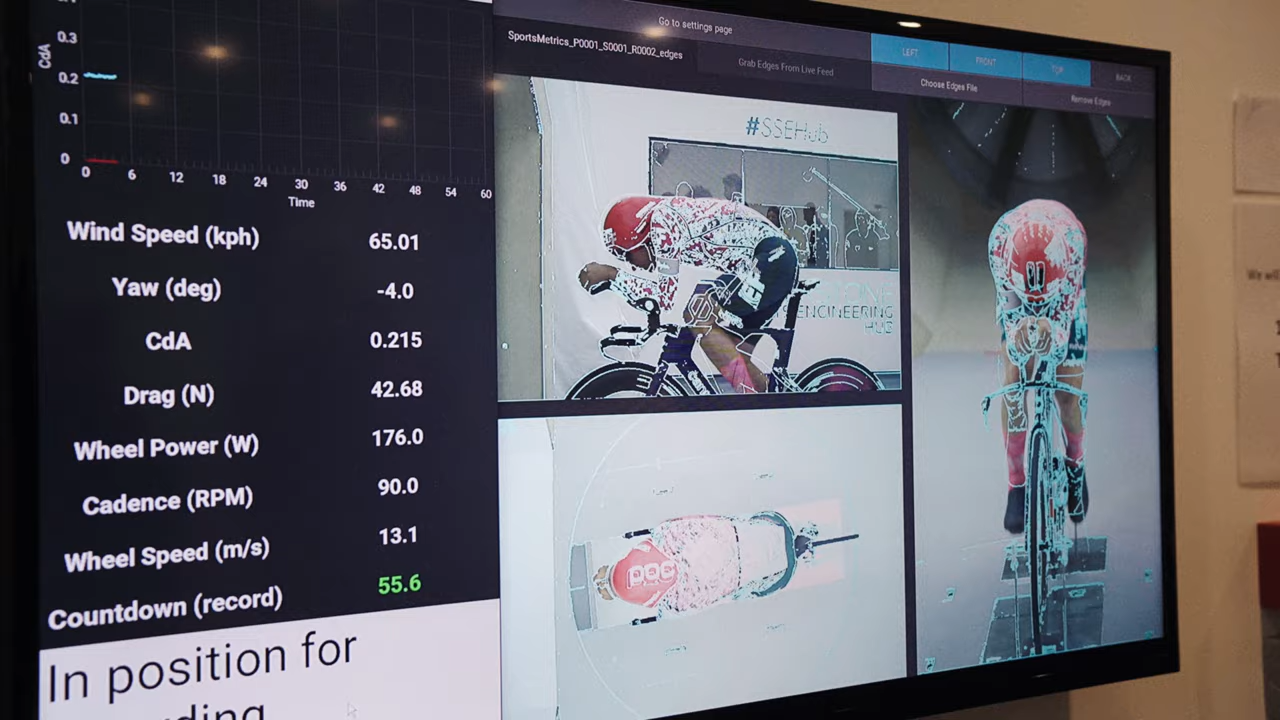 0.3
CdA
0.2
0.1
0
0 6 12 18 24 30 36 42 48 54 60
Time
Wind Speed (kph) 65.01
Yaw (deg) -4.0
CdA 0.215
Drag (N) 42.68
Wheel Power (W) 176.0
Cadence (RPM) 90.0
Wheel Speed (m/s) 13.1
Countdown (record) 55.6
In position for
Go to settings page
SportsMetrics_P0001_S0001_R0002_edges
Grab Edges From Live Feed
LEFT FRONT TOP BACK
Choose Edges File Remove Edges
#SSEHub
ENGINEERING
HUB
EF
POC
We will